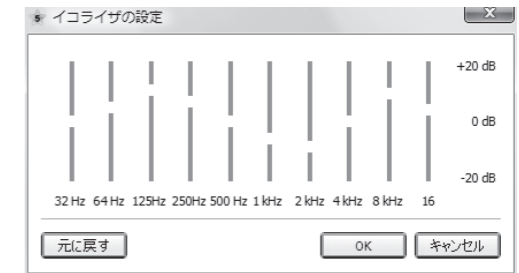 イコライザの設定
+20 dB
0 dB
-20 dB
32 Hz 64 Hz 125Hz 250Hz 500 Hz 1 kHz 2 kHz 4 kHz 8 kHz 16
元に戻す OK キャンセル